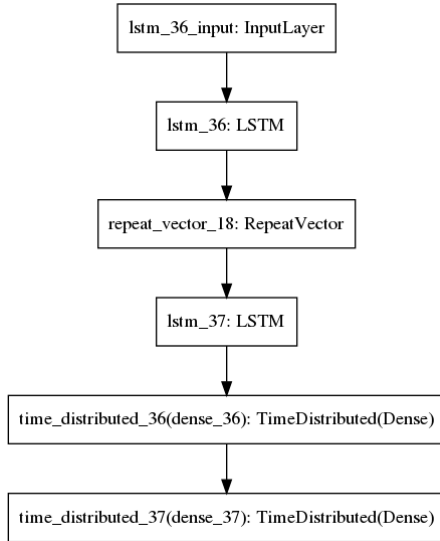 lstm_36_input: InputLayer
lstm_36: LSTM
repeat_vector_18: RepeatVector
lstm_37: LSTM
time_distributed_36(dense_36): TimeDistributed(Dense)
time_distributed_37(dense_37): TimeDistributed(Dense)